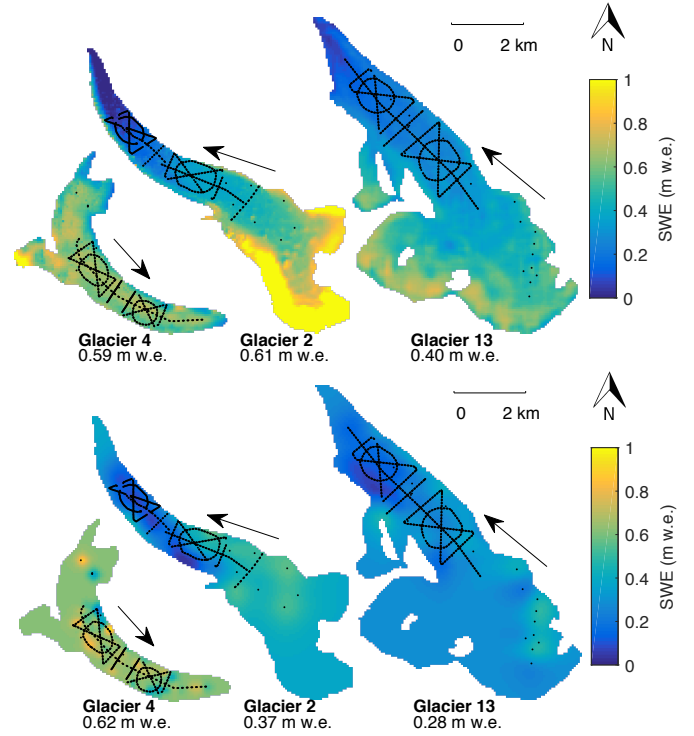 0 2 km
N
1
0.8
0.6
0.4
0.2
0
SWE (m w.e.)
Glacier 4 Glacier 2 Glacier 13
0.59 m w.e. 0.61 m w.e. 0.40 m w.e.
0 2 km
N
1
0.8
0.6
0.4
0.2
0
SWE (m w.e.)
Glacier 4 Glacier 2 Glacier 13
0.62 m w.e. 0.37 m w.e. 0.28 m w.e.